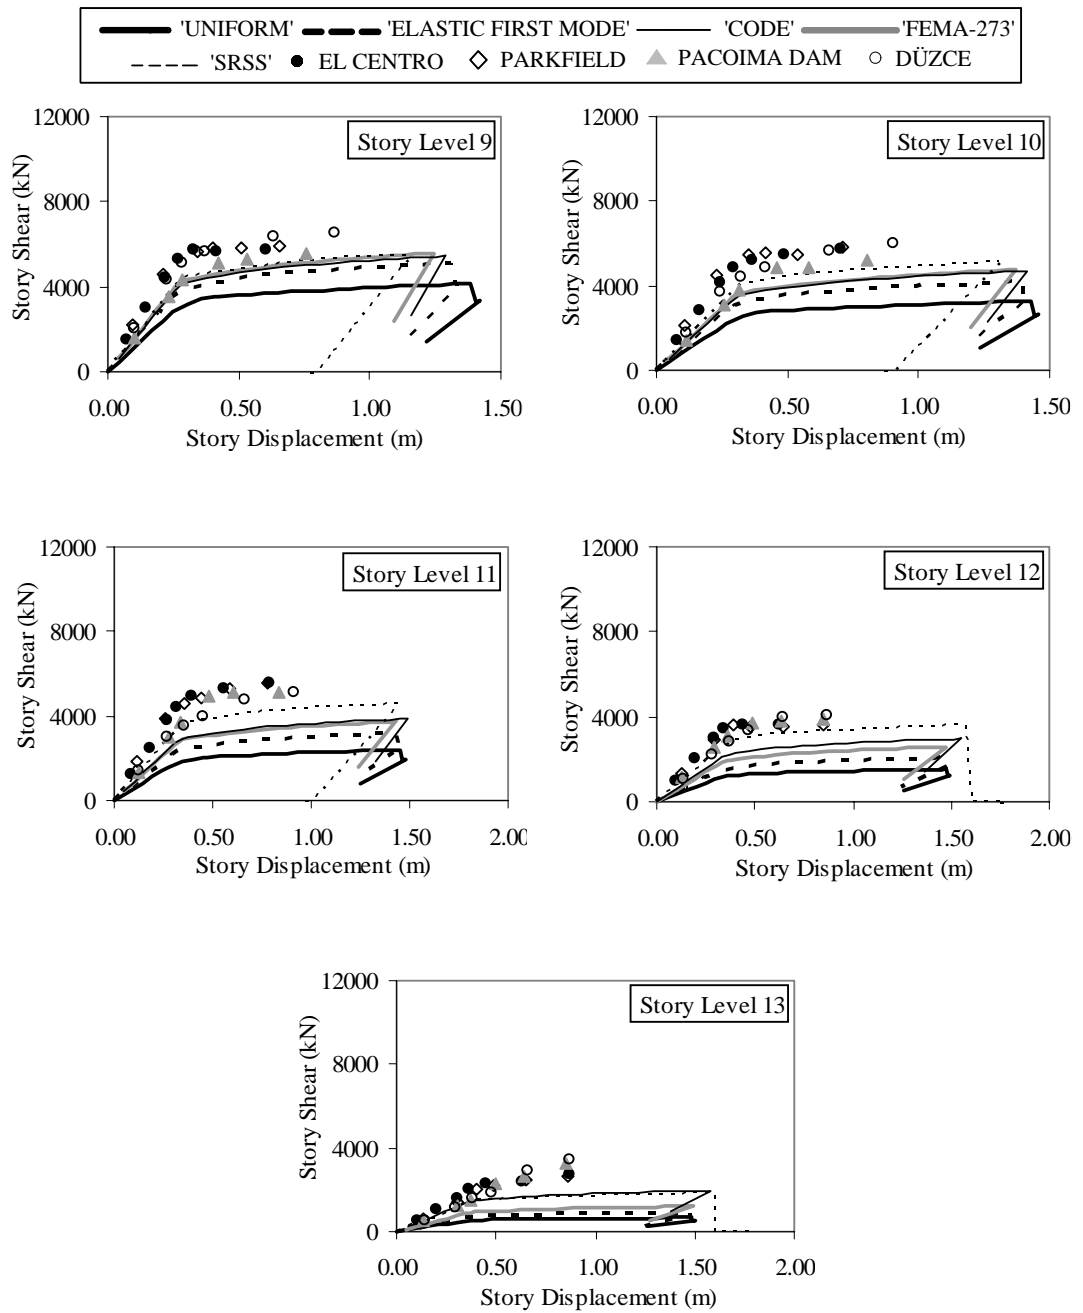 'UNIFORM' 'ELASTIC FIRST MODE' 'CODE' 'FEMA-273'
'SRSS' EL CENTRO PARKFIELD PACOIMA DAM DÜZCE
Story Level 9
Story Shear (kN)
12000
8000
4000
0
0.00 0.50 1.00 1.50
Story Displacement (m)
Story Level 10
Story Shear (kN)
12000
8000
4000
0
0.00 0.50 1.00 1.50
Story Displacement (m)
Story Level 11
Story Shear (kN)
12000
8000
4000
0
0.00 0.50 1.00 1.50 2.00
Story Displacement (m)
Story Level 12
Story Shear (kN)
12000
8000
4000
0
0.00 0.50 1.00 1.50 2.00
Story Displacement (m)
Story Level 13
Story Shear (kN)
12000
8000
4000
0
0.00 0.50 1.00 1.50 2.00
Story Displacement (m)